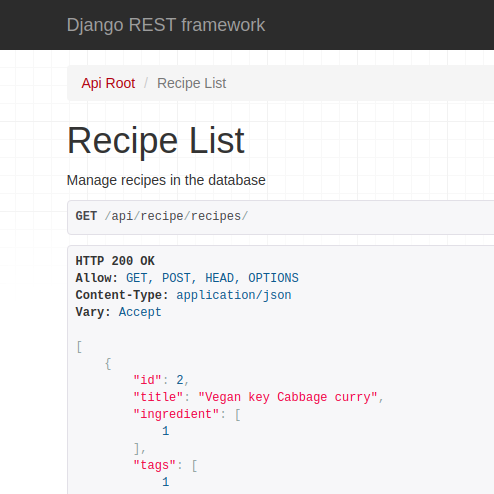 Django REST framework
Api Root / Recipe List
Recipe List
Manage recipes in the database
GET /api/recipe/recipes/
HTTP 200 OK
Allow: GET, POST, HEAD, OPTIONS
Content-Type: application/json
Vary: Accept
[
    {
        "id": 2,
        "title": "Vegan key Cabbage curry",
        "ingredient": [
            1
        ],
        "tags": [
            1